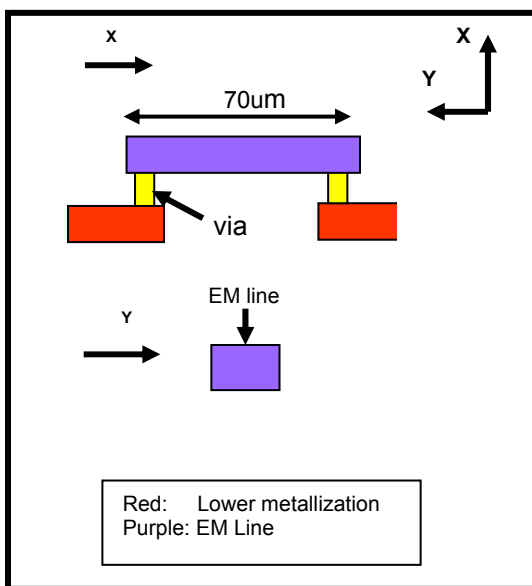 X
X
Y
70um
via
EM line
Y
Red: Lower metallization
Purple: EM Line